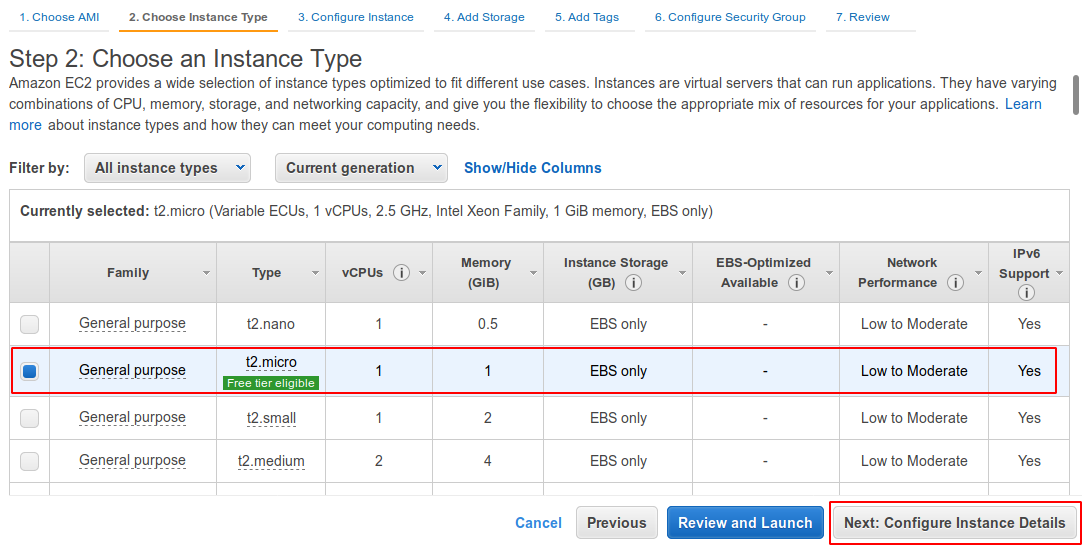 1. Choose AMI 2. Choose Instance Type 3. Configure Instance 4. Add Storage 5. Add Tags 6. Configure Security Group 7. Review
Step 2: Choose an Instance Type
Amazon EC2 provides a wide selection of instance types optimized to fit different use cases. Instances are virtual servers that can run applications. They have varying
combinations of CPU, memory, storage, and networking capacity, and give you the flexibility to choose the appropriate mix of resources for your applications. Learn
more about instance types and how they can meet your computing needs.
Filter by: All instance types Current generation Show/Hide Columns
Currently selected: t2.micro (Variable ECUs, 1 vCPUs, 2.5 GHz, Intel Xeon Family, 1 GiB memory, EBS only)
Family Type vCPUs i Memory (GiB) Instance Storage (GB) i EBS-Optimized Available i Network Performance i IPv6 Support i
General purpose t2.nano 1 0.5 EBS only - Low to Moderate Yes
General purpose t2.micro Free tier eligible 1 1 EBS only - Low to Moderate Yes
General purpose t2.small 1 2 EBS only - Low to Moderate Yes
General purpose t2.medium 2 4 EBS only - Low to Moderate Yes
Cancel Previous Review and Launch Next: Configure Instance Details